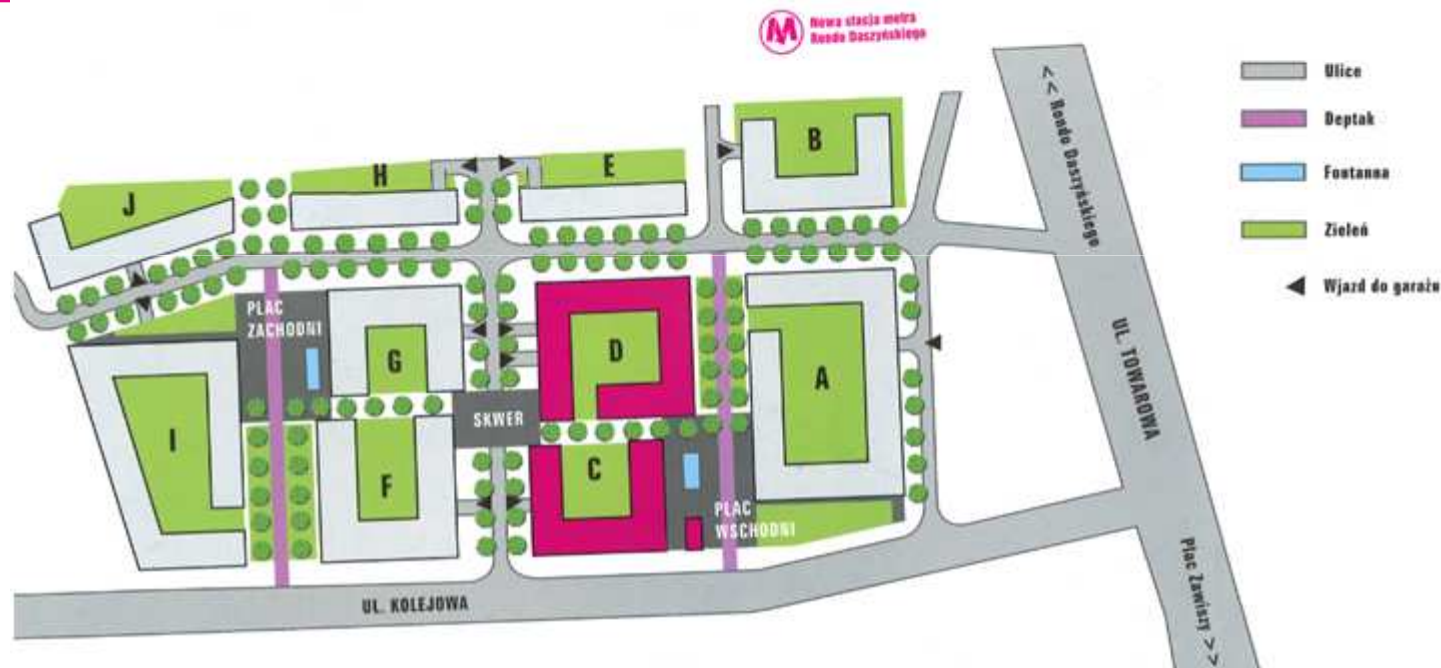 Nowa stacja metra
Rondo Daszyńskiego
<< Rondo Daszyńskiego
Ulice
Deptak
Fontanna
Zieleń
Wjazd do garażu
B
H
E
J
PLAC
ZACHODNI
G
D
A
UL. TOWAROWA
SKWER
I
F
C
PLAC
WSCHODNI
Plac Zawiszy >>
UL. KOLEJOWA